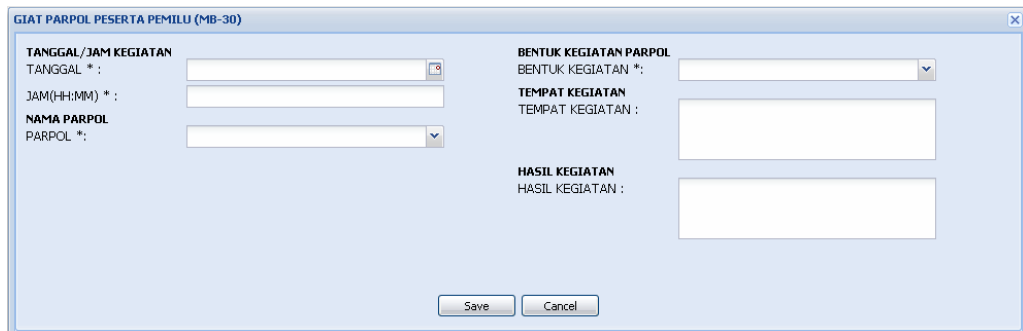 GIAT PARPOL PESERTA PEMILU (MB-30)
TANGGAL/JAM KEGIATAN
TANGGAL * :
JAM(HH:MM) * :
NAMA PARPOL
PARPOL *:
BENTUK KEGIATAN PARPOL
BENTUK KEGIATAN *:
TEMPAT KEGIATAN
TEMPAT KEGIATAN :
HASIL KEGIATAN
HASIL KEGIATAN :
Save Cancel